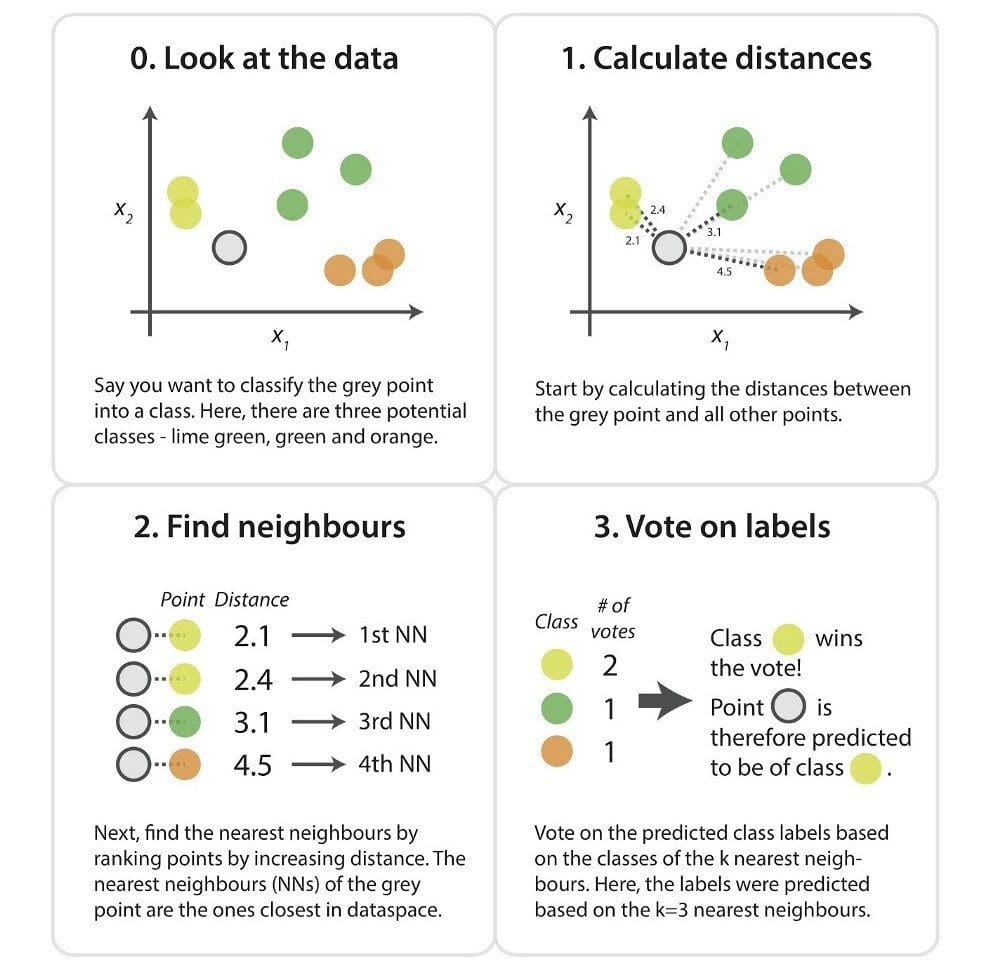 0. Look at the data
X2
X1
Say you want to classify the grey point
into a class. Here, there are three potential
classes - lime green, green and orange.
1. Calculate distances
X2
2.4
2.1
3.1
4.5
X1
Start by calculating the distances between
the grey point and all other points.
2. Find neighbours
Point Distance
2.1 1st NN
2.4 2nd NN
3.1 3rd NN
4.5 4th NN
Next, find the nearest neighbours by
ranking points by increasing distance. The
nearest neighbours (NNs) of the grey
point are the ones closest in dataspace.
3. Vote on labels
Class # of
votes
2
1
1
Class wins
the vote!
Point is
therefore predicted
to be of class .
Vote on the predicted class labels based
on the classes of the k nearest neigh-
bours. Here, the labels were predicted
based on the k=3 nearest neighbours.